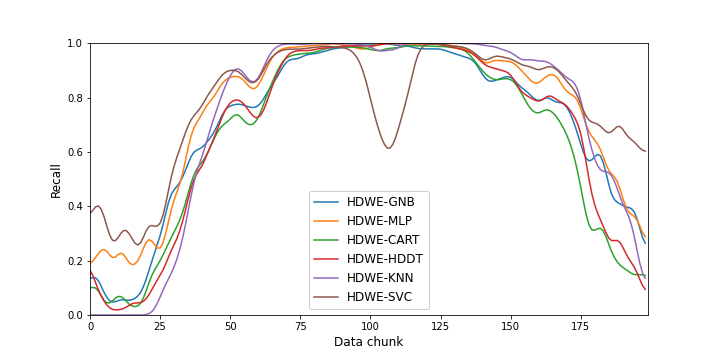 1.0
0.8
0.6
0.4
0.2
0.0
Recall
HDWE-GNB
HDWE-MLP
HDWE-CART
HDWE-HDDT
HDWE-KNN
HDWE-SVC
0 25 50 75 100 125 150 175
Data chunk